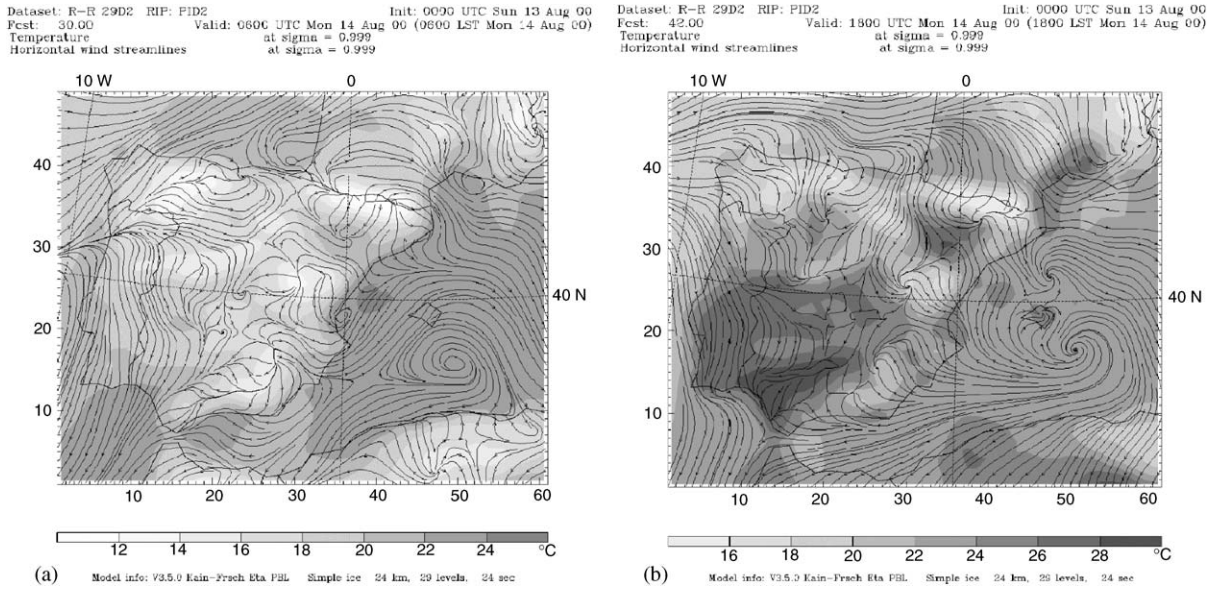 Dataset: R-R 29D2 RIP: PID2 Init: 0000 UTC Sun 13 Aug 00
Fcst: 30.00 Valid: 0600 UTC Mon 14 Aug 00 (0600 LST Mon 14 Aug 00)
Temperature at sigma = 0.999
Horizontal wind streamlines at sigma = 0.999
10 W 0
40
30
40 N
20
10
10 20 30 40 50 60
12 14 16 18 20 22 24 °C
(a) Model info: V3.5.0 Kain-Frsch Eta PBL Simple ice 24 km, 29 levels, 24 sec
Dataset: R-R 29D2 RIP: PID2 Init: 0000 UTC Sun 13 Aug 00
Fcst: 42.00 Valid: 1800 UTC Mon 14 Aug 00 (1800 LST Mon 14 Aug 00)
Temperature at sigma = 0.999
Horizontal wind streamlines at sigma = 0.999
10 W 0
40
30
40 N
20
10
10 20 30 40 50 60
16 18 20 22 24 26 28 °C
(b) Model info: V3.5.0 Kain-Frsch Eta PBL Simple ice 24 km, 29 levels, 24 sec